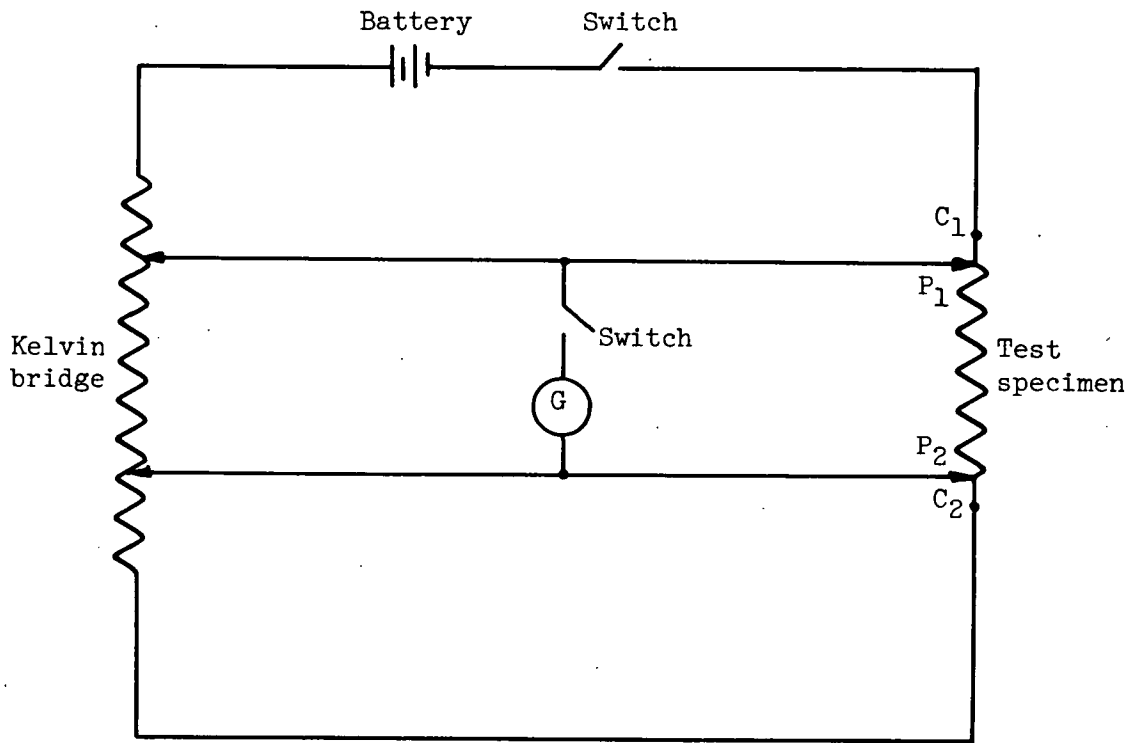 Battery
Switch
C1
P1
Switch
Kelvin
bridge
G
Test
specimen
P2
C2